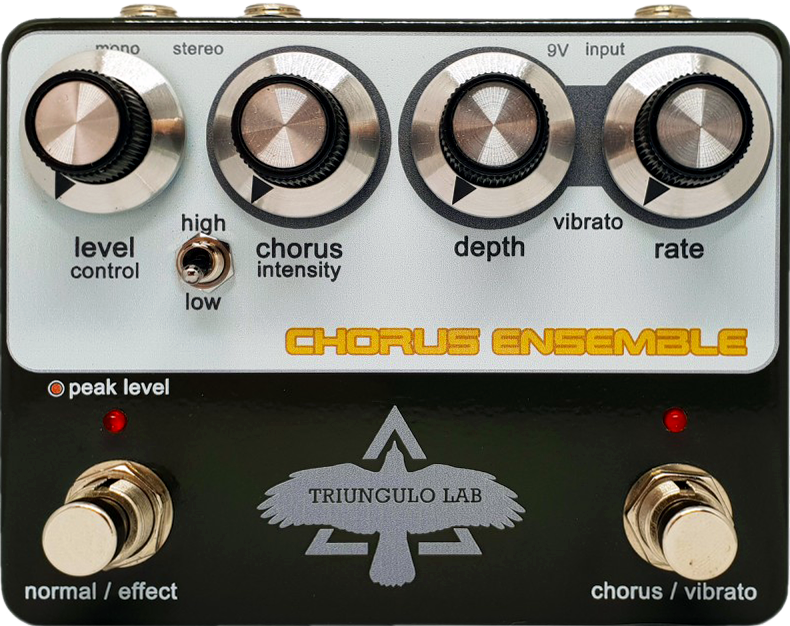 mono stereo 9V input
high
level control
chorus intensity
depth
vibrato
rate
low
CHORUS ENSEMBLE
peak level
TRIUNGULO LAB
normal / effect
chorus / vibrato